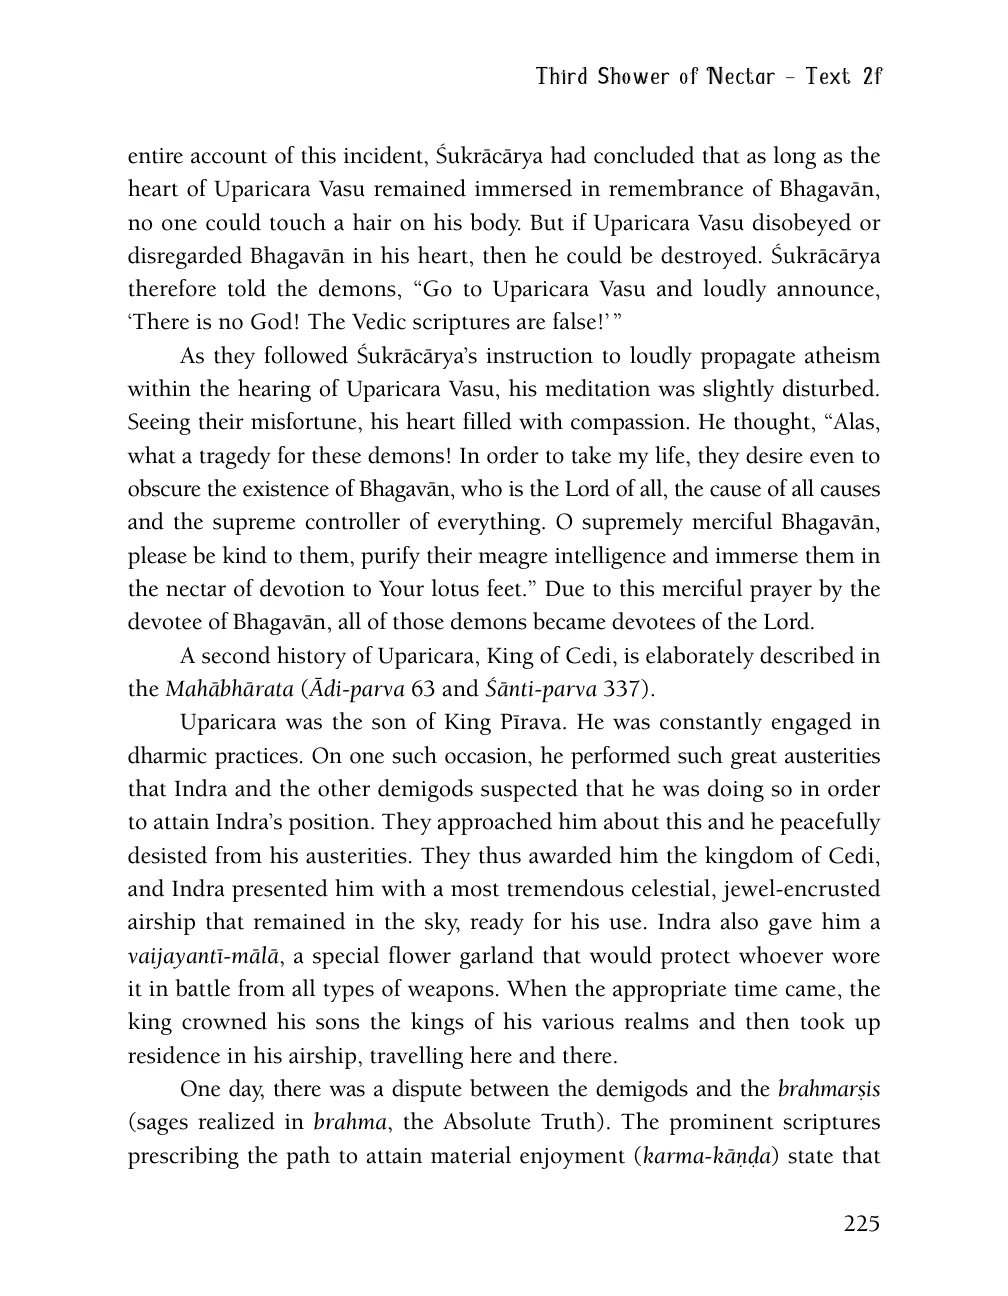 Third Shower of Nectar – Text 2f
entire account of this incident, Śukrācārya had concluded that as long as the
heart of Uparicara Vasu remained immersed in remembrance of Bhagavān,
no one could touch a hair on his body. But if Uparicara Vasu disobeyed or
disregarded Bhagavān in his heart, then he could be destroyed. Śukrācārya
therefore told the demons, “Go to Uparicara Vasu and loudly announce,
‘There is no God! The Vedic scriptures are false!’”
As they followed Śukrācārya’s instruction to loudly propagate atheism
within the hearing of Uparicara Vasu, his meditation was slightly disturbed.
Seeing their misfortune, his heart filled with compassion. He thought, “Alas,
what a tragedy for these demons! In order to take my life, they desire even to
obscure the existence of Bhagavān, who is the Lord of all, the cause of all causes
and the supreme controller of everything. O supremely merciful Bhagavān,
please be kind to them, purify their meagre intelligence and immerse them in
the nectar of devotion to Your lotus feet.” Due to this merciful prayer by the
devotee of Bhagavān, all of those demons became devotees of the Lord.
A second history of Uparicara, King of Cedi, is elaborately described in
the Mahābhārata (Ādi-parva 63 and Śānti-parva 337).
Uparicara was the son of King Pīrava. He was constantly engaged in
dharmic practices. On one such occasion, he performed such great austerities
that Indra and the other demigods suspected that he was doing so in order
to attain Indra’s position. They approached him about this and he peacefully
desisted from his austerities. They thus awarded him the kingdom of Cedi,
and Indra presented him with a most tremendous celestial, jewel-encrusted
airship that remained in the sky, ready for his use. Indra also gave him a
vaijayantī-mālā, a special flower garland that would protect whoever wore
it in battle from all types of weapons. When the appropriate time came, the
king crowned his sons the kings of his various realms and then took up
residence in his airship, travelling here and there.
One day, there was a dispute between the demigods and the brahmarṣis
(sages realized in brahma, the Absolute Truth). The prominent scriptures
prescribing the path to attain material enjoyment (karma-kāṇḍa) state that
225